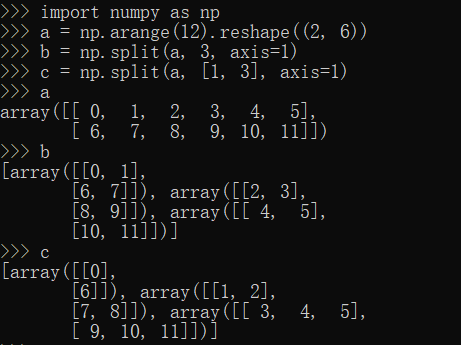 >>> import numpy as np
>>> a = np.arange(12).reshape((2, 6))
>>> b = np.split(a, 3, axis=1)
>>> c = np.split(a, [1, 3], axis=1)
>>> a
array([[ 0,  1,  2,  3,  4,  5],
       [ 6,  7,  8,  9, 10, 11]])
>>> b
[array([[0, 1],
       [6, 7]]), array([[2, 3],
       [8, 9]]), array([[ 4,  5],
       [10, 11]])]
>>> c
[array([[0],
       [6]]), array([[1, 2],
       [7, 8]]), array([[ 3,  4,  5],
       [ 9, 10, 11]])]